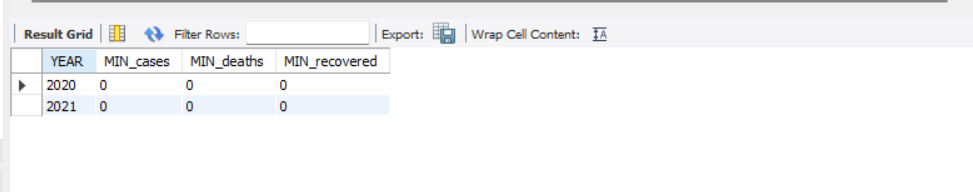 Result Grid Filter Rows: Export: Wrap Cell Content: IA
YEAR MIN_cases MIN_deaths MIN_recovered
2020 0 0 0
2021 0 0 0